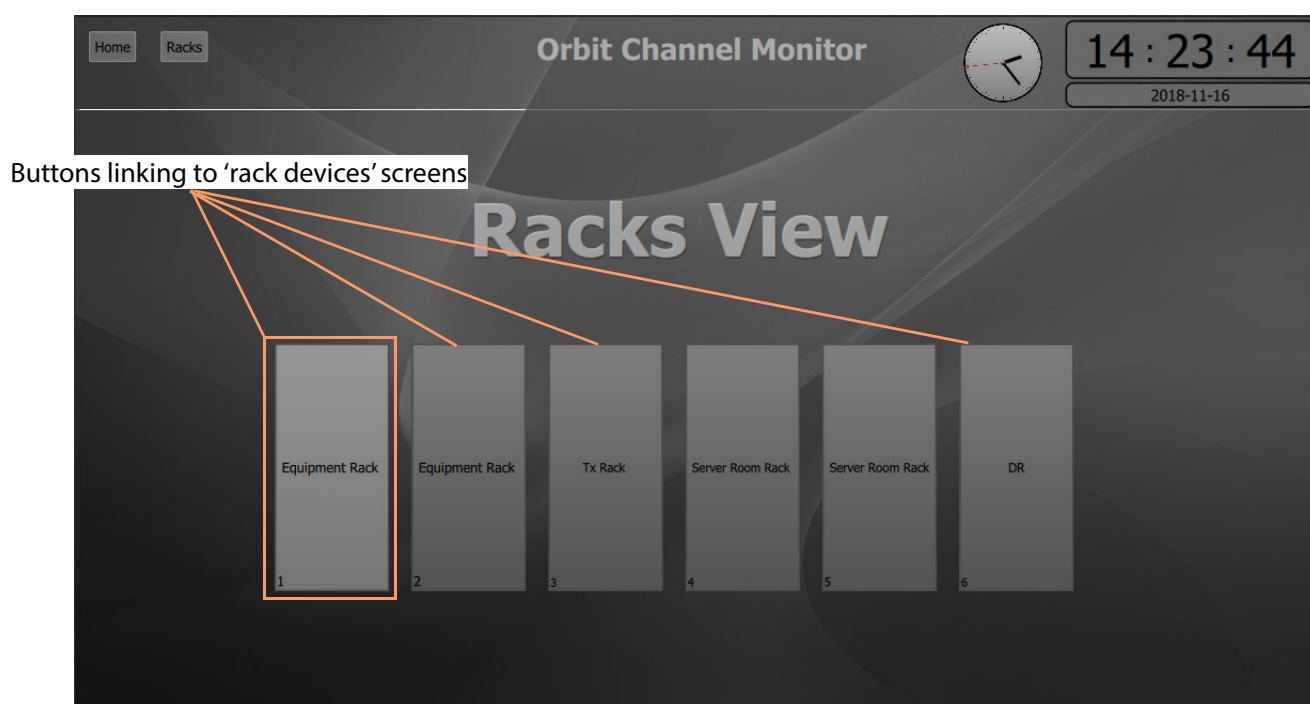 Home
Racks
Orbit Channel Monitor
14 : 23 : 44
2018-11-16
Buttons linking to ‘rack devices’ screens
Racks View
Equipment Rack
1
Equipment Rack
2
Tx Rack
3
Server Room Rack
4
Server Room Rack
5
DR
6